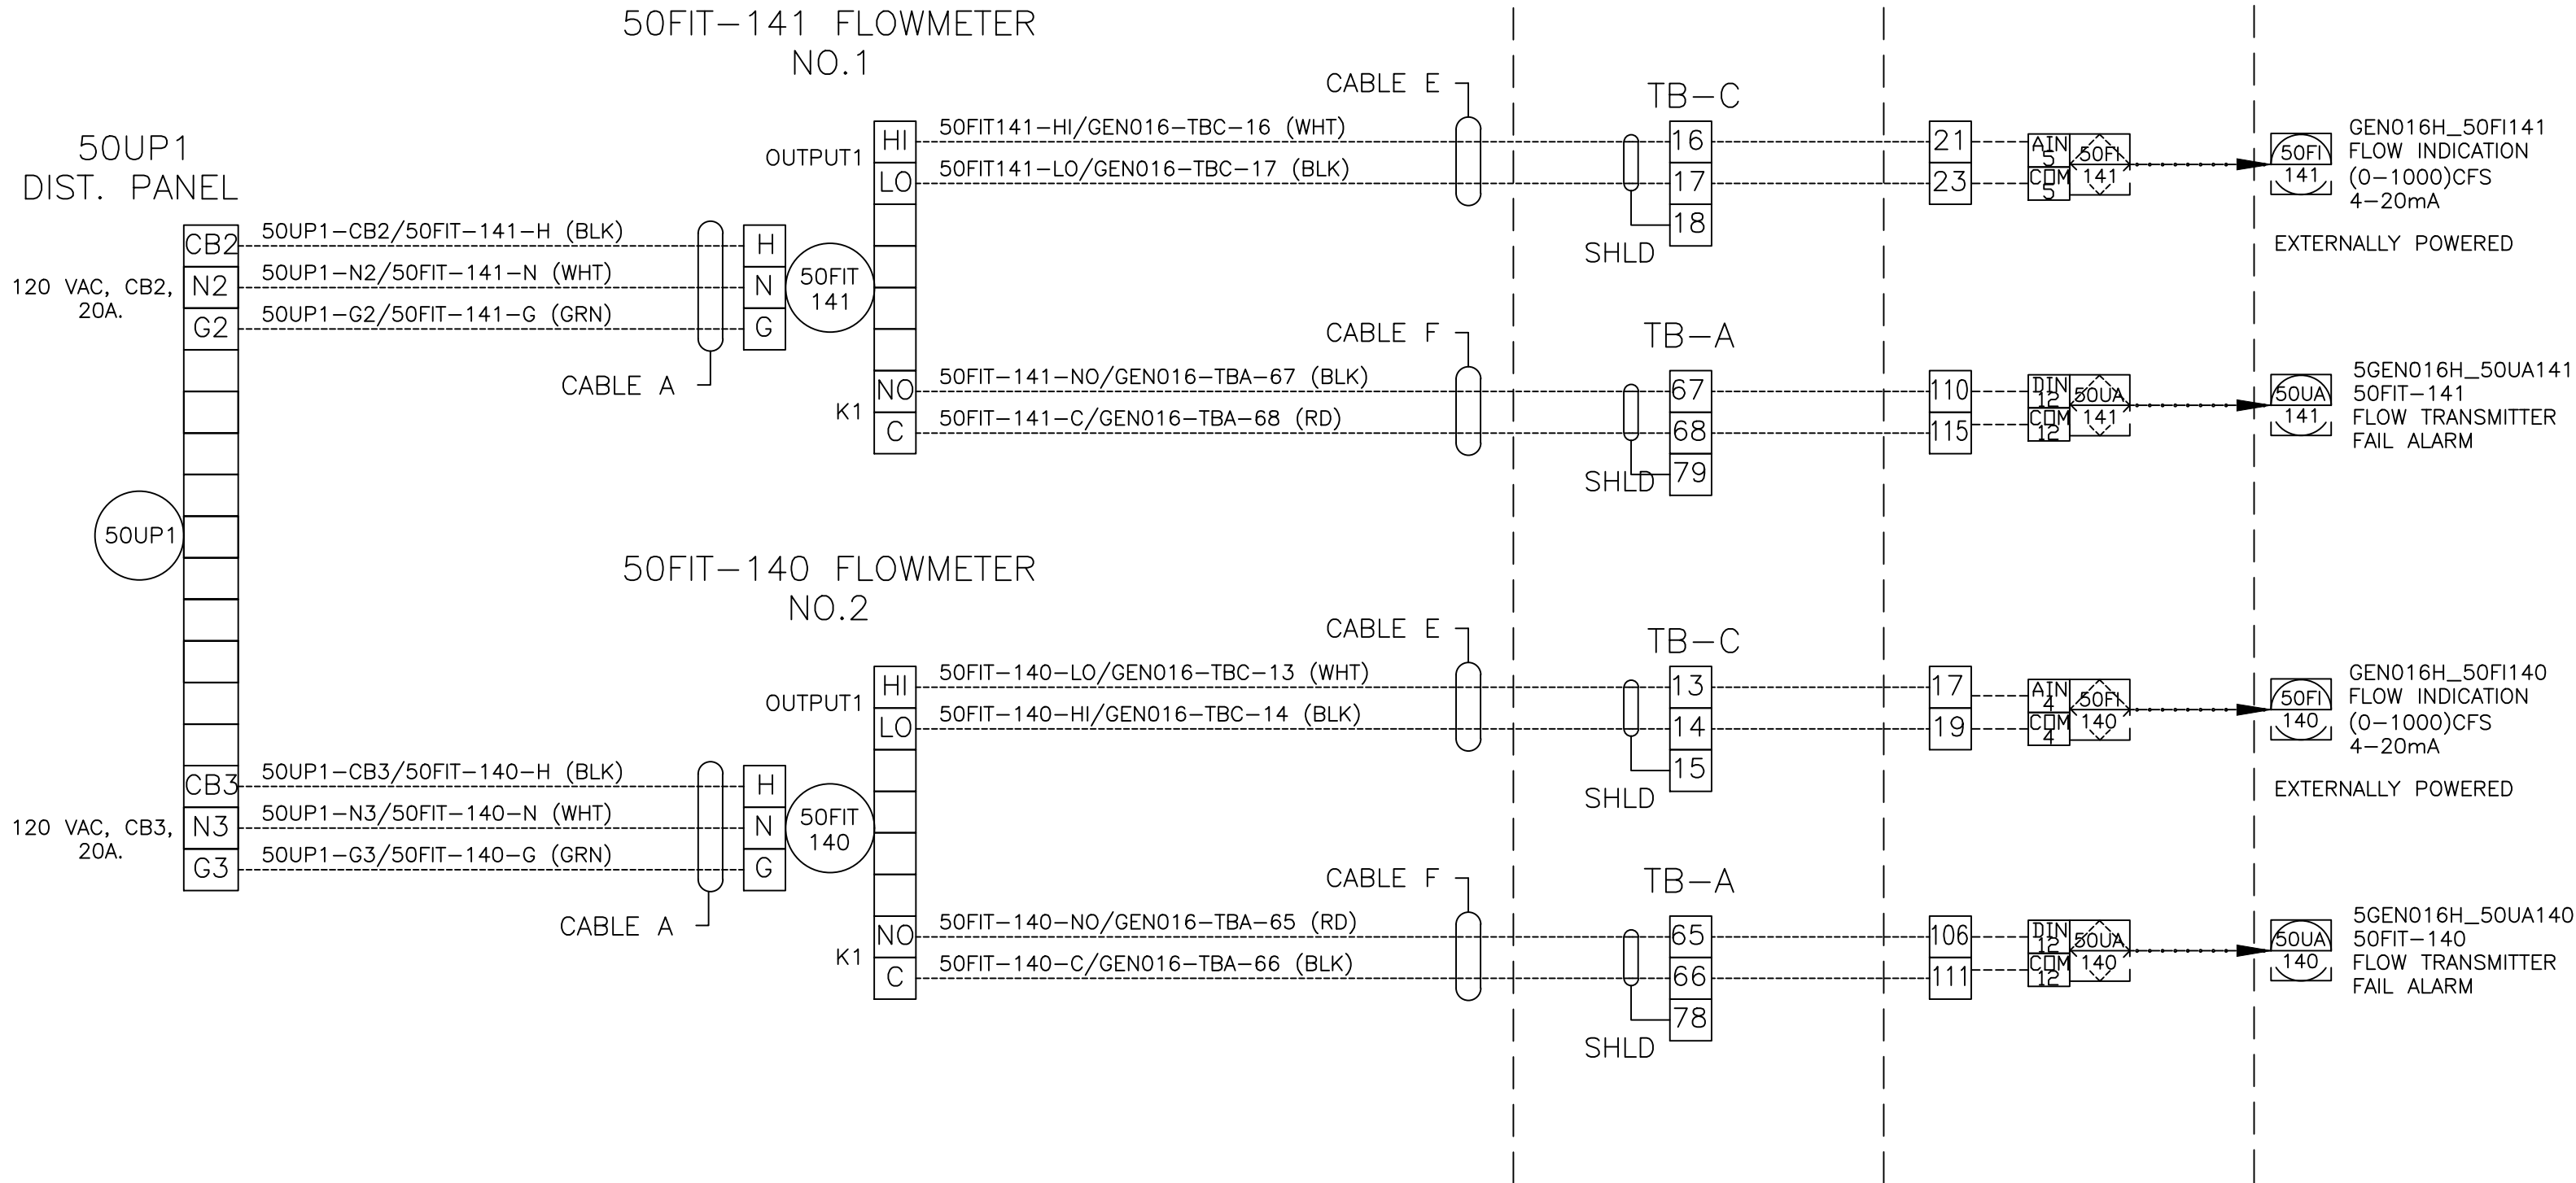 50FIT-141 FLOWMETER
NO.1
50UP1
DIST. PANEL
120 VAC, CB2,
20A.
CB2
N2
G2
50UP1-CB2/50FIT-141-H (BLK)
50UP1-N2/50FIT-141-N (WHT)
50UP1-G2/50FIT-141-G (GRN)
CABLE A
H
N
G
50FIT
141
OUTPUT1
HI
LO
50FIT141-HI/GEN016-TBC-16 (WHT)
50FIT141-LO/GEN016-TBC-17 (BLK)
CABLE E
TB-C
16
17
18
SHLD
21
23
AIN
5
COM
5
50FI
141
50FI
141
GEN016H_50FI141
FLOW INDICATION
(0-1000)CFS
4-20mA
EXTERNALLY POWERED
K1
NO
C
50FIT-141-NO/GEN016-TBA-67 (BLK)
50FIT-141-C/GEN016-TBA-68 (RD)
CABLE F
TB-A
67
68
79
SHLD
110
115
DIN
12
COM
12
50UA
141
50UA
141
5GEN016H_50UA141
50FIT-141
FLOW TRANSMITTER
FAIL ALARM
50UP1
50FIT-140 FLOWMETER
NO.2
120 VAC, CB3,
20A.
CB3
N3
G3
50UP1-CB3/50FIT-140-H (BLK)
50UP1-N3/50FIT-140-N (WHT)
50UP1-G3/50FIT-140-G (GRN)
CABLE A
H
N
G
50FIT
140
OUTPUT1
HI
LO
50FIT-140-LO/GEN016-TBC-13 (WHT)
50FIT-140-HI/GEN016-TBC-14 (BLK)
CABLE E
TB-C
13
14
15
SHLD
17
19
AIN
4
COM
4
50FI
140
50FI
140
GEN016H_50FI140
FLOW INDICATION
(0-1000)CFS
4-20mA
EXTERNALLY POWERED
K1
NO
C
50FIT-140-NO/GEN016-TBA-65 (RD)
50FIT-140-C/GEN016-TBA-66 (BLK)
CABLE F
TB-A
65
66
78
SHLD
106
111
DIN
12
COM
12
50UA
140
50UA
140
5GEN016H_50UA140
50FIT-140
FLOW TRANSMITTER
FAIL ALARM